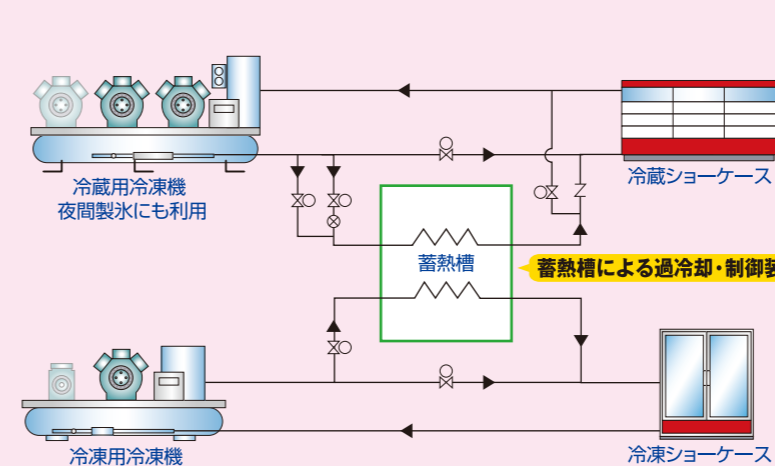 冷蔵用冷凍機
夜間製氷にも利用
冷蔵ショーケース
蓄熱槽
蓄熱槽による過冷却・制御装
冷凍用冷凍機
冷凍ショーケース